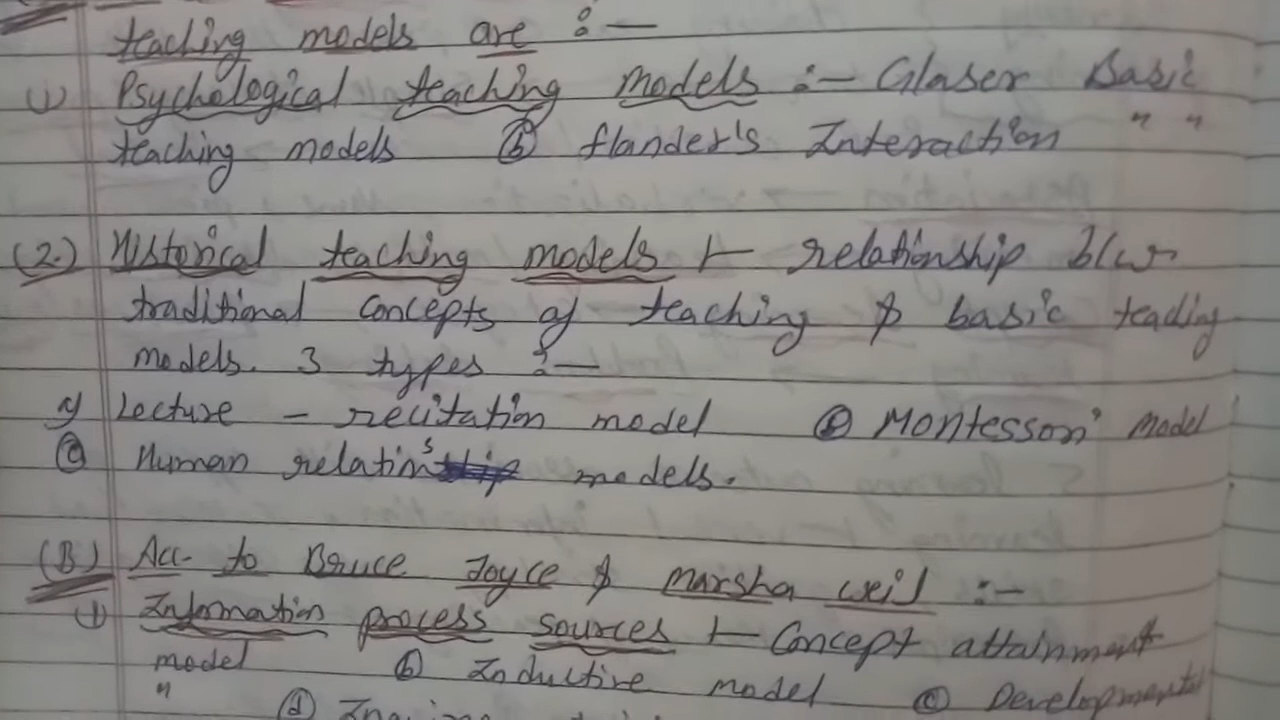 teaching models are :—
(1) Psychological teaching models :— Glaser Basic
teaching models (b) flander's Interaction " "
(2.) Historical teaching models :— relationship b/w
traditional concepts of teaching & basic teaching
models. 3 types :—
a) Lecture - recitation model (b) Montessori model
(c) Human relations models.
(B) Acc. to Bruce Joyce & Marsha weil :—
(1) Information process sources :— Concept attainment
model (b) Inductive model (c) Developmental
" (d)